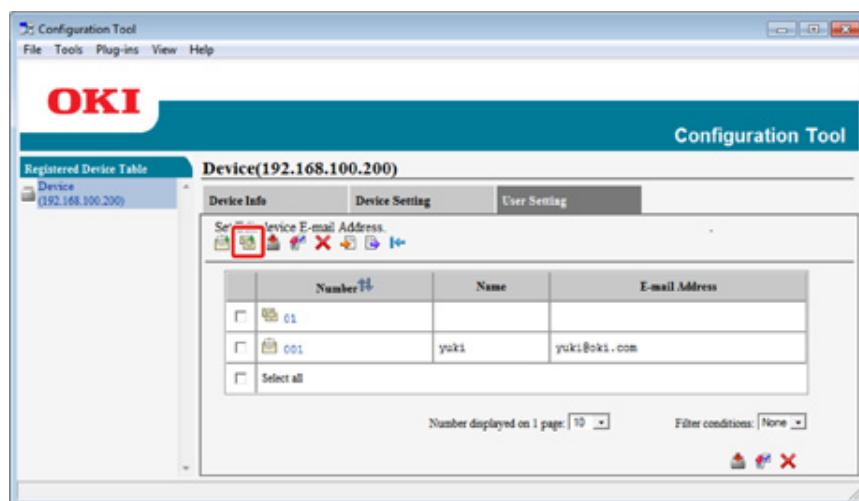 Configuration Tool
File Tools Plug-ins View Help
OKI
Configuration Tool
Registered Device Table
Device
(192.168.100.200)
Device(192.168.100.200)
Device Info Device Setting User Setting
device E-mail Address.
Number Name E-mail Address
01
001 yuki yuki@oki.com
Select all
Number displayed on 1 page: 10 Filter conditions: None